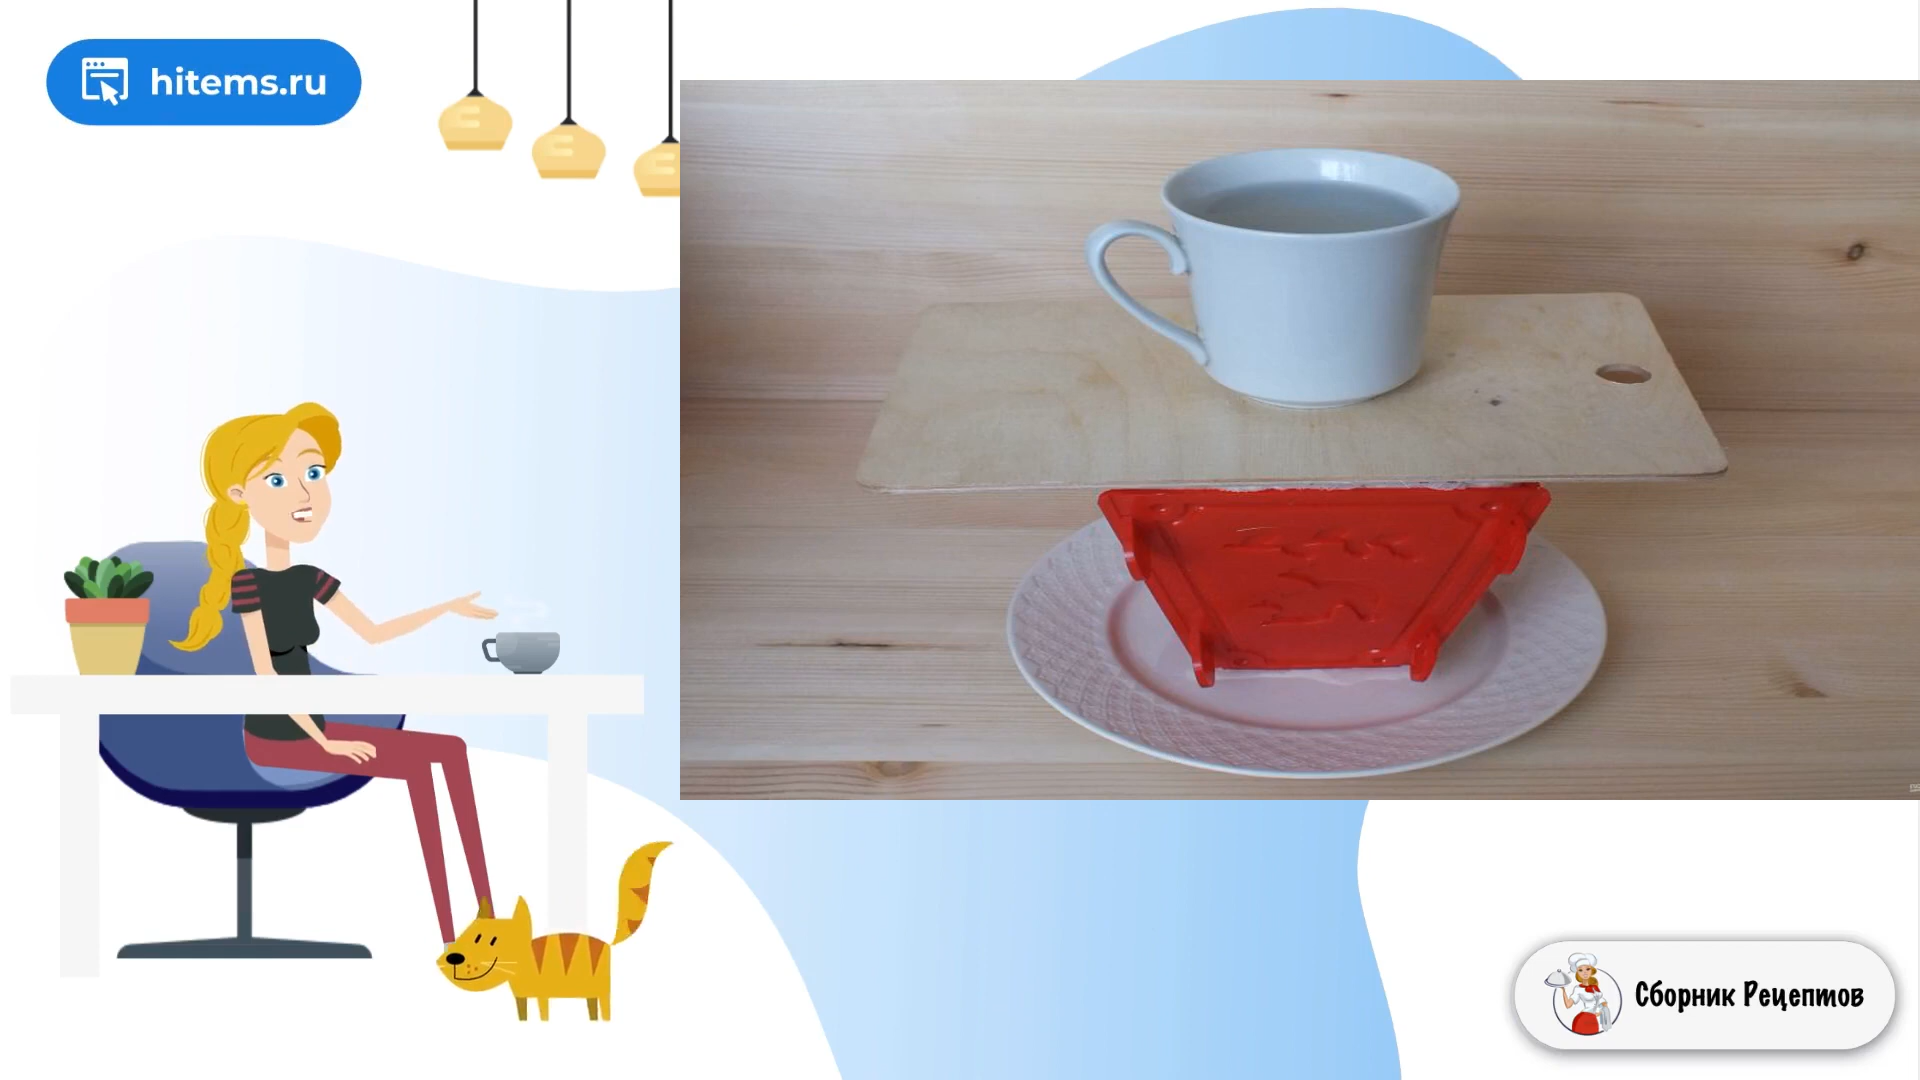 hitems.ru
Сборник Рецептов